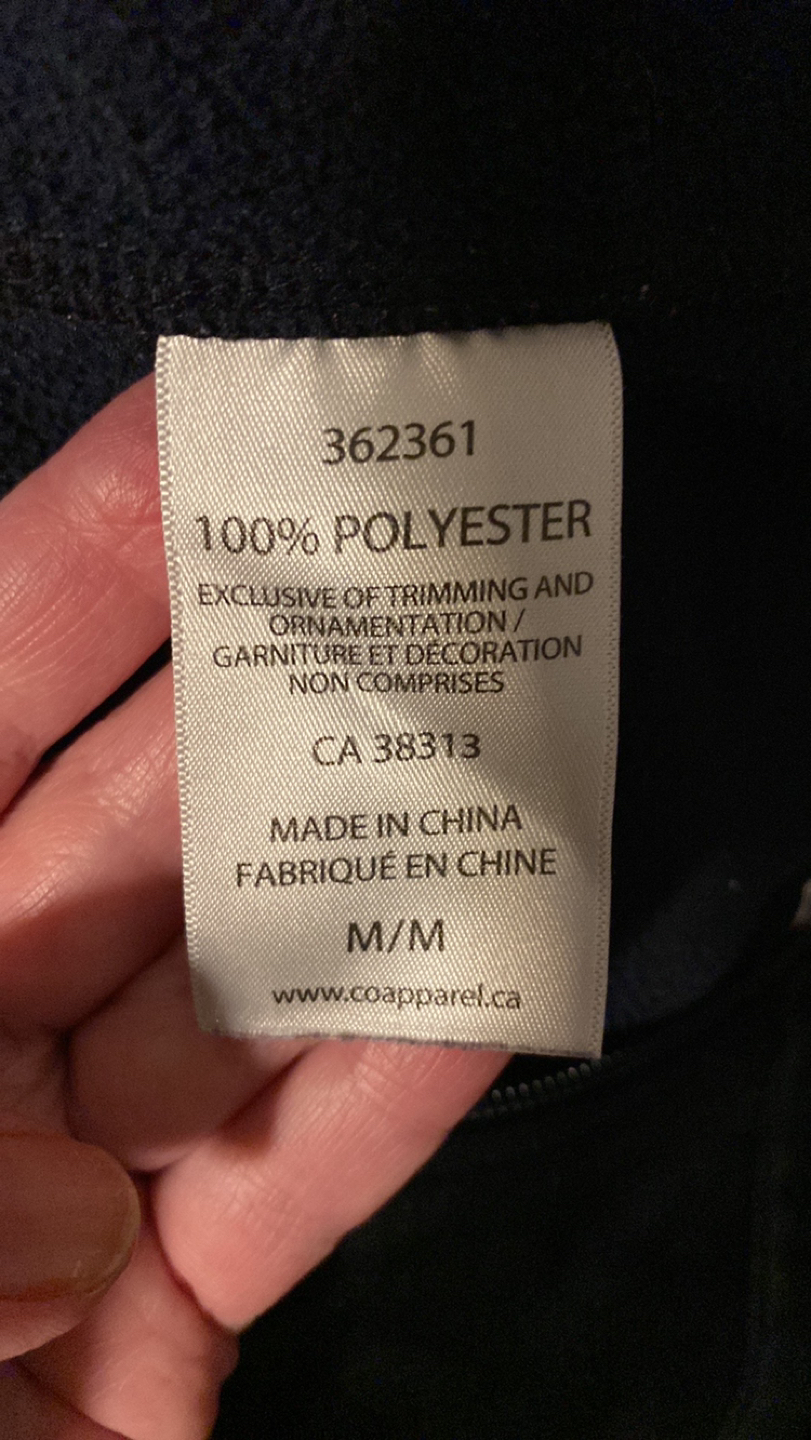 362361
100% POLYESTER
EXCLUSIVE OF TRIMMING AND
ORNAMENTATION /
GARNITURE ET DÉCORATION
NON COMPRISES
CA 38313
MADE IN CHINA
FABRIQUÉ EN CHINE
M/M
www.coapparel.ca